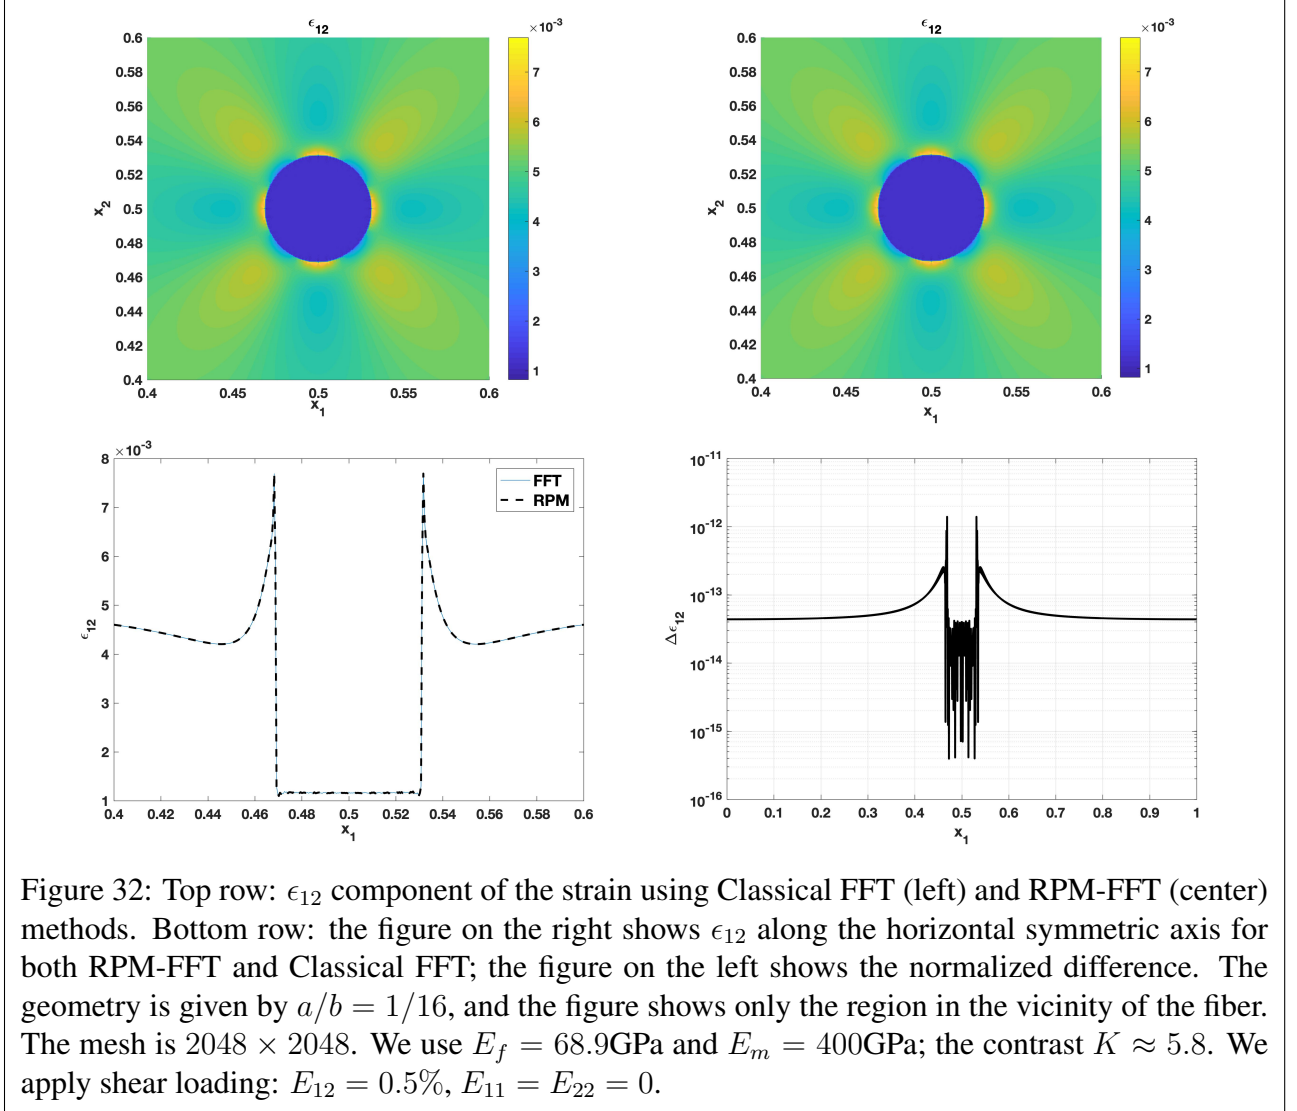 ϵ12
×10-3
0.6
0.58
0.56
0.54
0.52
0.5
0.48
0.46
0.44
0.42
0.4
x2
0.4 0.45 0.5 0.55 0.6
x1
7
6
5
4
3
2
1
ϵ12
×10-3
0.6
0.58
0.56
0.54
0.52
0.5
0.48
0.46
0.44
0.42
0.4
x2
0.4 0.45 0.5 0.55 0.6
x1
7
6
5
4
3
2
1
×10-3
8
7
6
5
4
3
2
1
ϵ12
FFT
RPM
0.4 0.42 0.44 0.46 0.48 0.5 0.52 0.54 0.56 0.58 0.6
x1
10-11
10-12
10-13
10-14
10-15
10-16
Δϵ12
0 0.1 0.2 0.3 0.4 0.5 0.6 0.7 0.8 0.9 1
x1
Figure 32: Top row: ϵ12 component of the strain using Classical FFT (left) and RPM-FFT (center)
methods. Bottom row: the figure on the right shows ϵ12 along the horizontal symmetric axis for
both RPM-FFT and Classical FFT; the figure on the left shows the normalized difference. The
geometry is given by a/b = 1/16, and the figure shows only the region in the vicinity of the fiber.
The mesh is 2048 × 2048. We use Ef = 68.9GPa and Em = 400GPa; the contrast K ≈ 5.8. We
apply shear loading: E12 = 0.5%, E11 = E22 = 0.